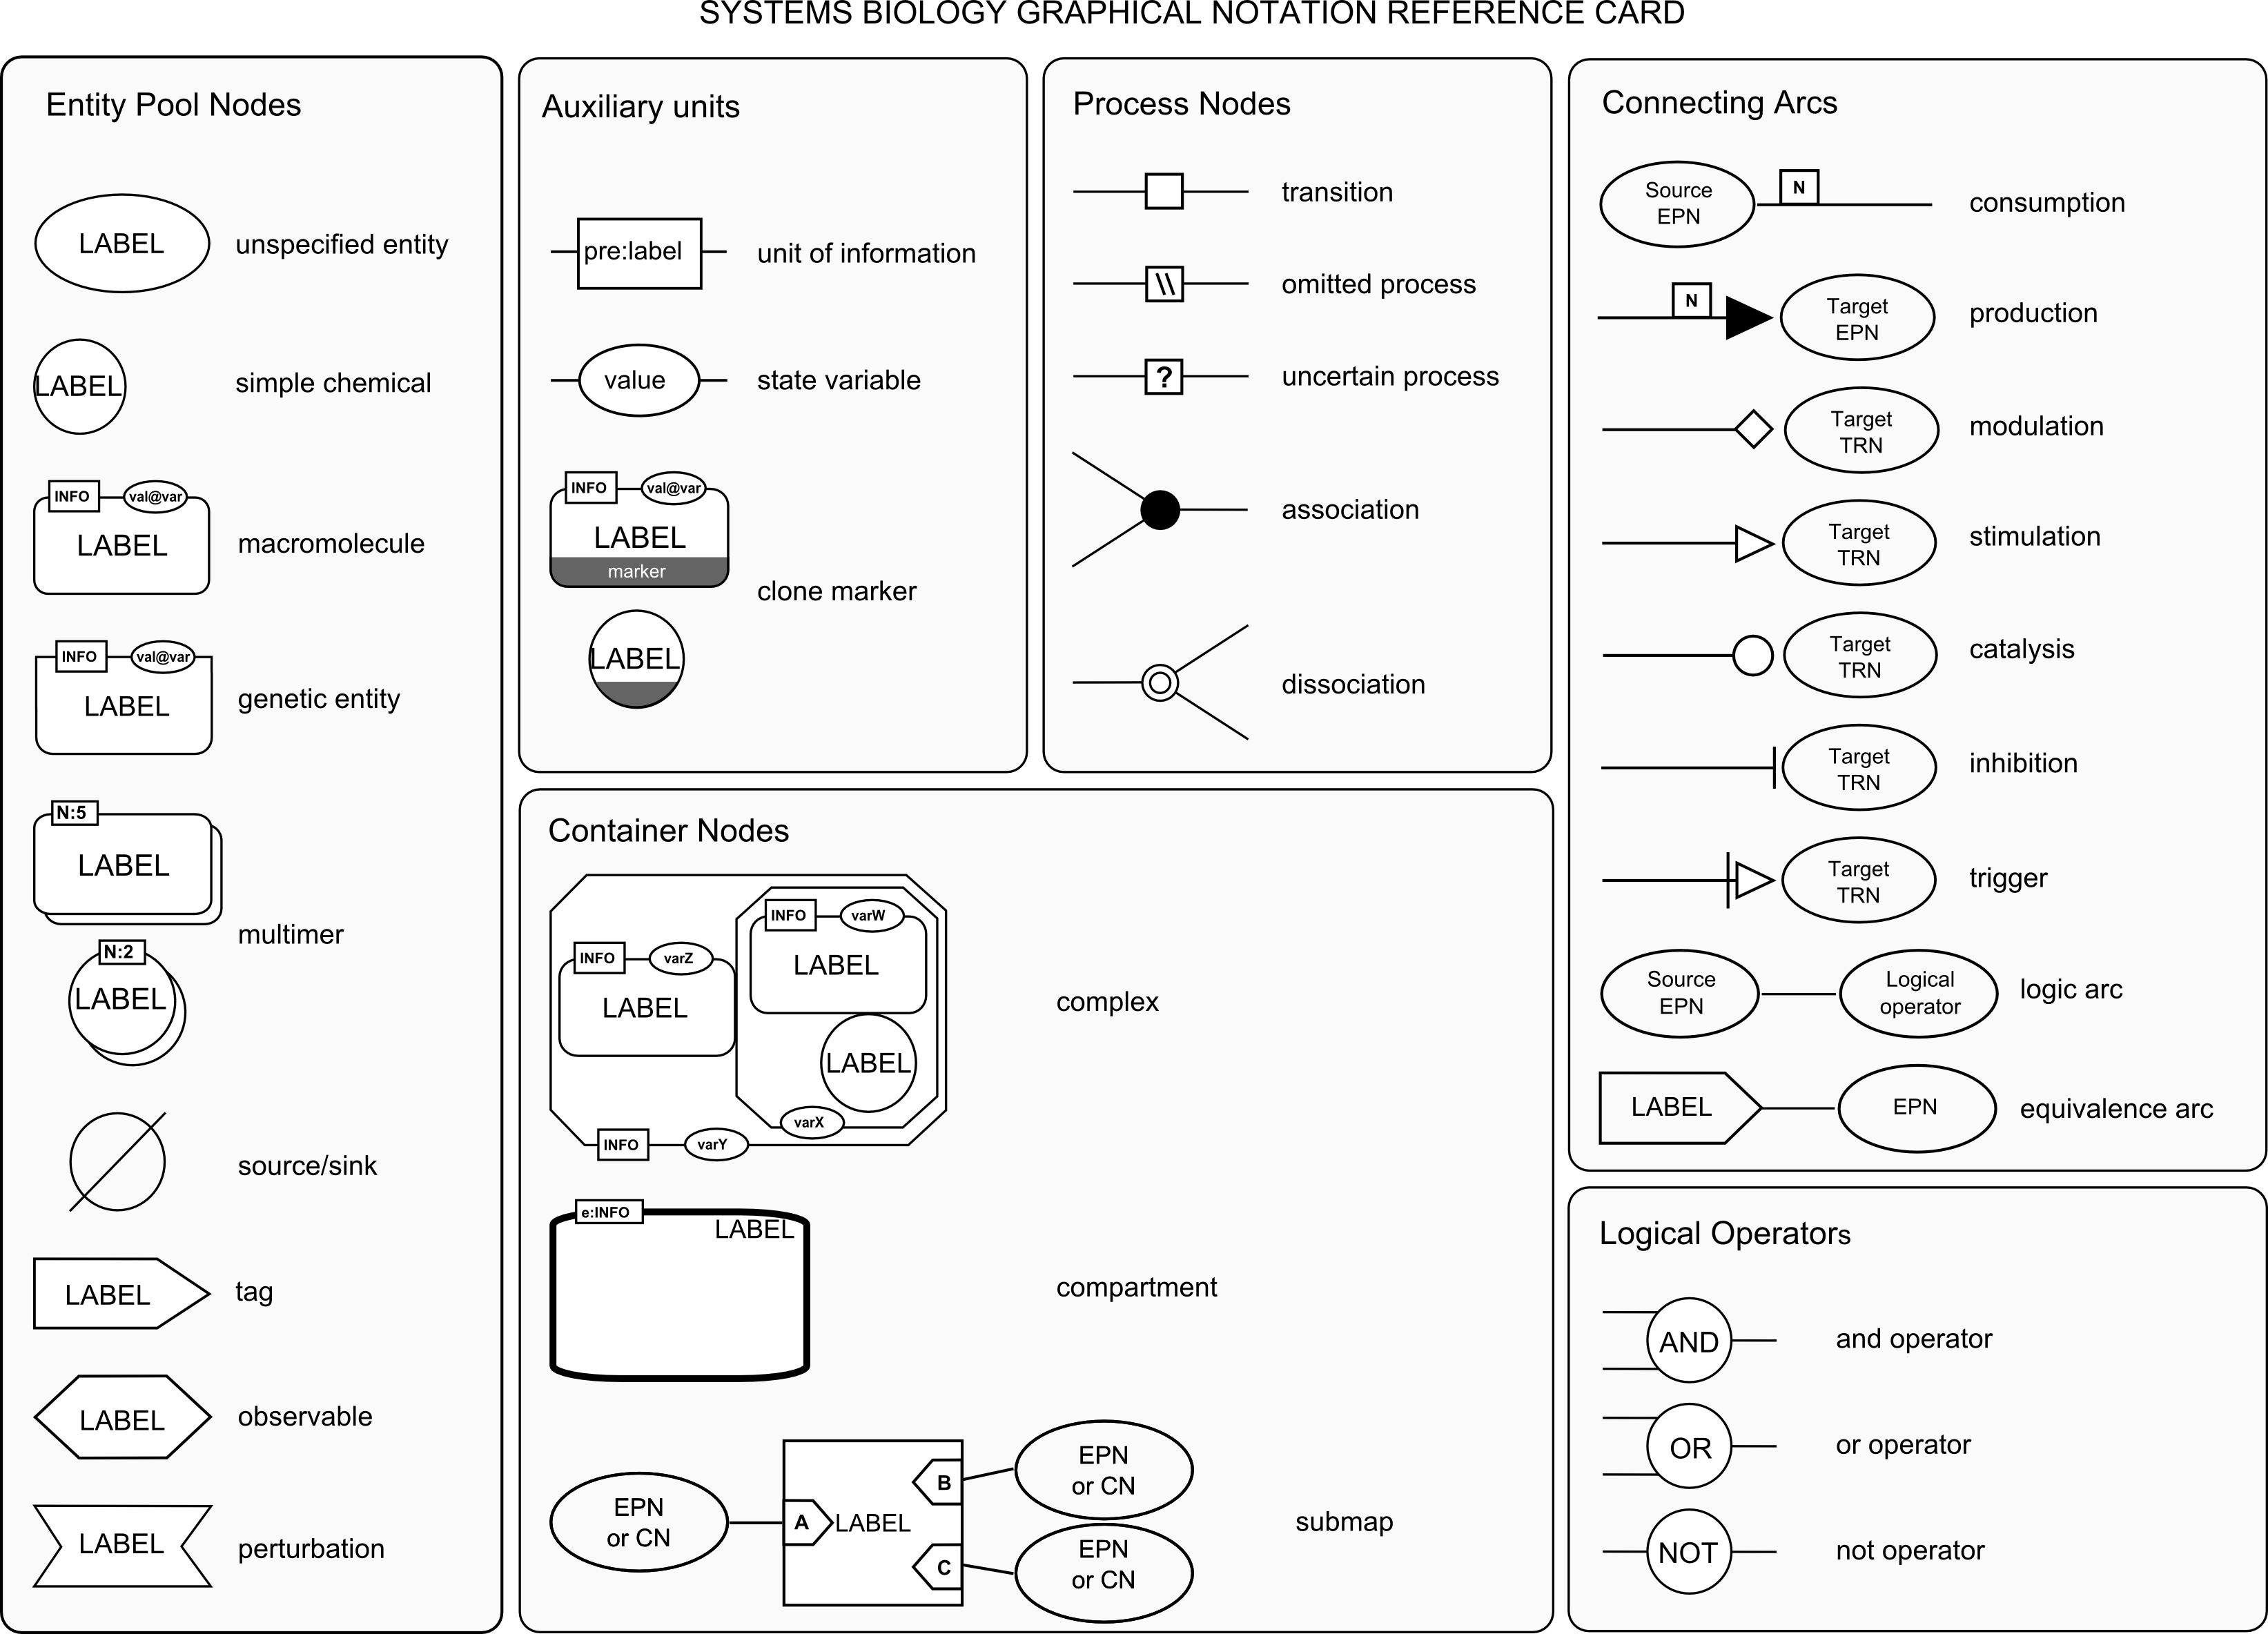 SYSTEMS BIOLOGY GRAPHICAL NOTATION REFERENCE CARD
Entity Pool Nodes
LABEL
unspecified entity
LABEL
simple chemical
INFO
val@var
LABEL
macromolecule
INFO
val@var
LABEL
genetic entity
N:5
LABEL
multimer
N:2
LABEL
source/sink
LABEL
tag
LABEL
observable
LABEL
perturbation
Auxiliary units
pre:label
unit of information
value
state variable
INFO
val@var
LABEL
marker
clone marker
LABEL
Process Nodes
transition
\\
omitted process
?
uncertain process
association
dissociation
Container Nodes
INFO
varW
LABEL
INFO
varZ
LABEL
complex
LABEL
varX
INFO
varY
e:INFO
LABEL
compartment
EPN
or CN
A
LABEL
B
C
EPN
or CN
EPN
or CN
submap
Connecting Arcs
Source
EPN
N
consumption
N
Target
EPN
production
Target
TRN
modulation
Target
TRN
stimulation
Target
TRN
catalysis
Target
TRN
inhibition
Target
TRN
trigger
Source
EPN
Logical
operator
logic arc
LABEL
EPN
equivalence arc
Logical Operators
AND
and operator
OR
or operator
NOT
not operator